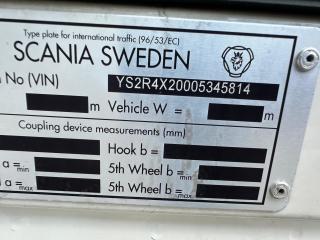 Type plate for international traffic (96/53/EC)
SCANIA SWEDEN
No (VIN) YS2R4X20005345814
m Vehicle W = m
Coupling device measurements (mm)
Hook b =
a = min 5th Wheel b = min
a = max 5th Wheel b = max